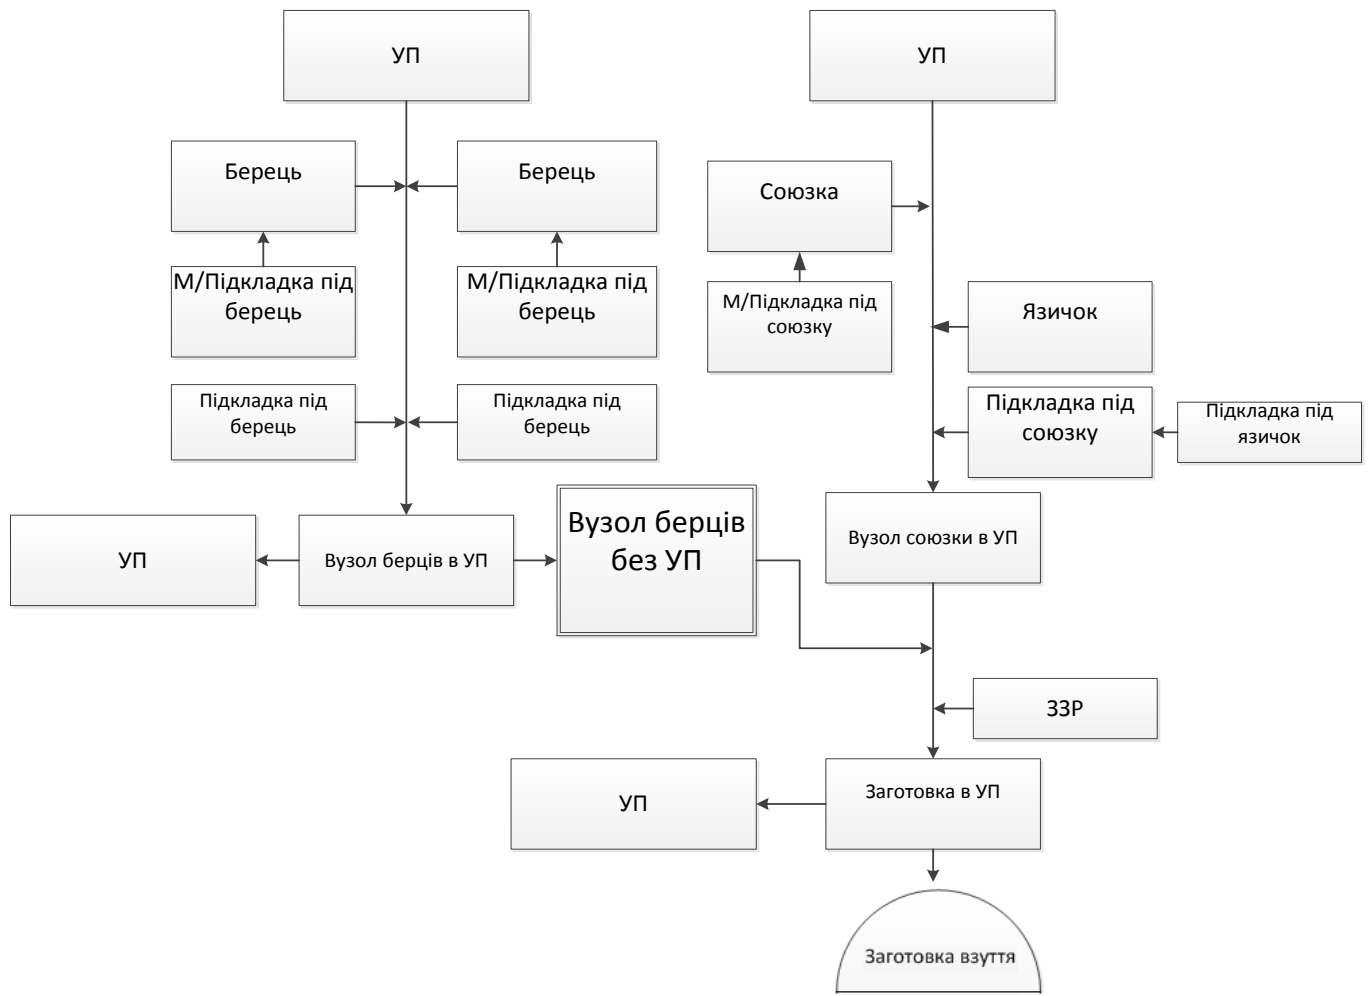 УП
УП
Берець
Берець
Союзка
М/Підкладка під
берець
М/Підкладка під
берець
М/Підкладка під
союзку
Язичок
Підкладка під
берець
Підкладка під
берець
Підкладка під
союзку
Підкладка під
язичок
УП
Вузол берців в УП
Вузол берців
без УП
Вузол союзки в УП
ЗЗР
УП
Заготовка в УП
Заготовка взуття